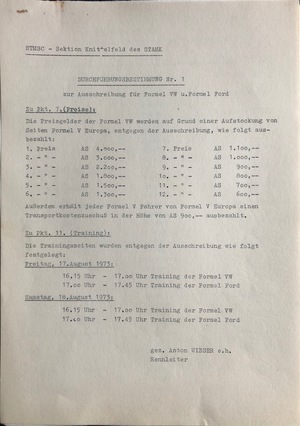 STMSC - Sektion Knittelfeld des ÖTAMK
DURCHFÜHRUNGSBESTIMMUNG Nr. 1
zur Ausschreibung für Formel VW u.Formel Ford
Zu Pkt. 7.(Preise):
Die Preisgelder der Formel VW werden auf Grund einer Aufstockung von
Seiten Formel V Europa, entgegen der Ausschreibung, wie folgt aus-
bezahlt:
1. Preis AS 4.000,-- 7. Preis AS 1.100,--
2. - " - AS 3.000,-- 8. - " - AS 1.000,--
3. - " - AS 2.200,-- 9. - " - AS 900,--
4. - " - AS 1.800,-- 10. - " - AS 800,--
5. - " - AS 1.500,-- 11. - " - AS 700,--
6. - " - AS 1.300,-- 12. - " - AS 600,--
Außerdem erhält jeder Formel V Fahrer von Formel V Europa einen
Transportkostenzuschuß in der Höhe von AS 900,-- ausbezahlt.
Zu Pkt. 13. (Training):
Die Trainingszeiten wurden entgegen der Ausschreibung wie folgt
festgelegt:
Freitag, 17.August 1973:
16,15 Uhr - 17.00 Uhr Training der Formel VW
17.00 Uhr - 17.45 Uhr Training der Formel Ford
Samstag, 18.August 1973:
16,15 Uhr - 17.00 Uhr Training der Formel VW
17.00 Uhr - 17.45 Uhr Training der Formel Ford
gez. Anton WIESER e.h.
Rennleiter